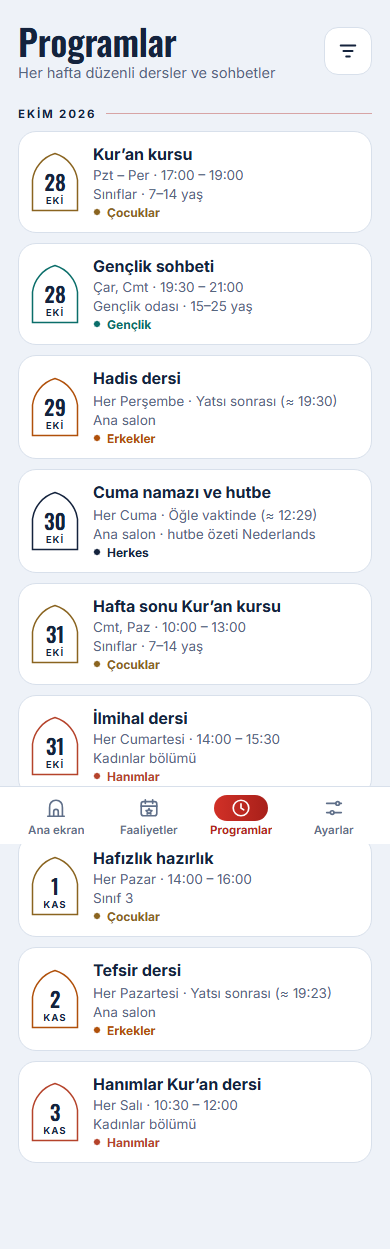 Programlar
Her hafta düzenli dersler ve sohbetler
EKİM 2026
28
EKİ
Kur’an kursu
Pzt – Per · 17:00 – 19:00
Sınıflar · 7–14 yaş
Çocuklar
28
EKİ
Gençlik sohbeti
Çar, Cmt · 19:30 – 21:00
Gençlik odası · 15–25 yaş
Gençlik
29
EKİ
Hadis dersi
Her Perşembe · Yatsı sonrası (≈ 19:30)
Ana salon
Erkekler
30
EKİ
Cuma namazı ve hutbe
Her Cuma · Öğle vaktinde (≈ 12:29)
Ana salon · hutbe özeti Nederlands
Herkes
31
EKİ
Hafta sonu Kur’an kursu
Cmt, Paz · 10:00 – 13:00
Sınıflar · 7–14 yaş
Çocuklar
31
EKİ
İlmihal dersi
Her Cumartesi · 14:00 – 15:30
Kadınlar bölümü
Hanımlar
Ana ekran
Faaliyetler
Programlar
Ayarlar
1
KAS
Hafızlık hazırlık
Her Pazar · 14:00 – 16:00
Sınıf 3
Çocuklar
2
KAS
Tefsir dersi
Her Pazartesi · Yatsı sonrası (≈ 19:23)
Ana salon
Erkekler
3
KAS
Hanımlar Kur’an dersi
Her Salı · 10:30 – 12:00
Kadınlar bölümü
Hanımlar